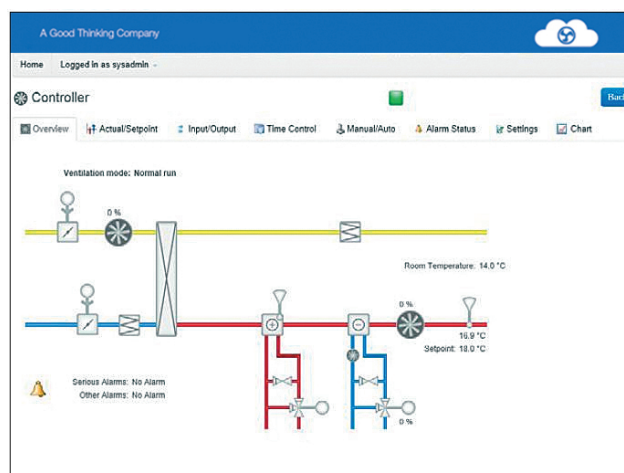 A Good Thinking Company
Home Logged in as sysadmin
Controller
Back
Overview Actual/Setpoint Input/Output Time Control Manual/Auto Alarm Status Settings Chart
Ventilation mode: Normal run
0 %
Room Temperature: 14.0 °C
0 %
16.9 °C
Setpoint: 18.0 °C
Serious Alarms: No Alarm
Other Alarms: No Alarm
0 %